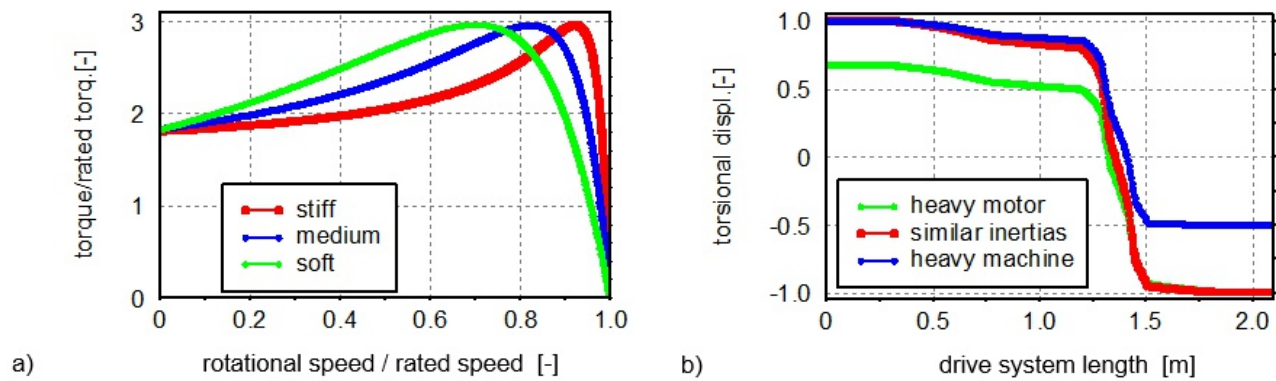 torque/rated torq.[-]
3
2
1
0
stiff
medium
soft
0 0.2 0.4 0.6 0.8 1.0
a) rotational speed / rated speed [-]
torsional displ.[-]
1.0
0.5
0
-0.5
-1.0
heavy motor
similar inertias
heavy machine
0 0.5 1.0 1.5 2.0
b) drive system length [m]